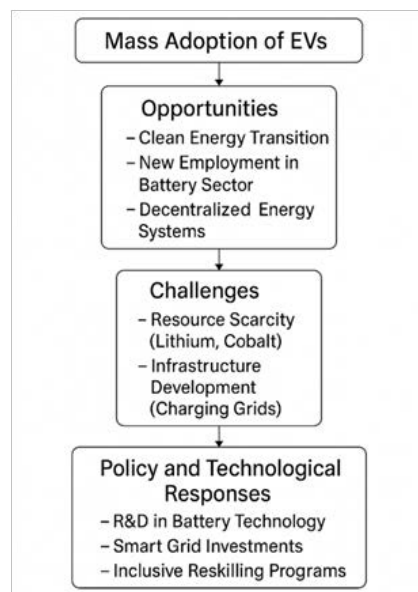 Mass Adoption of EVs
Opportunities
– Clean Energy Transition
– New Employment in
Battery Sector
– Decentralized Energy
Systems
Challenges
– Resource Scarcity
(Lithium, Cobalt)
– Infrastructure
Development
(Charging Grids)
Policy and Technological
Responses
– R&D in Battery Technology
– Smart Grid Investments
– Inclusive Reskilling Programs